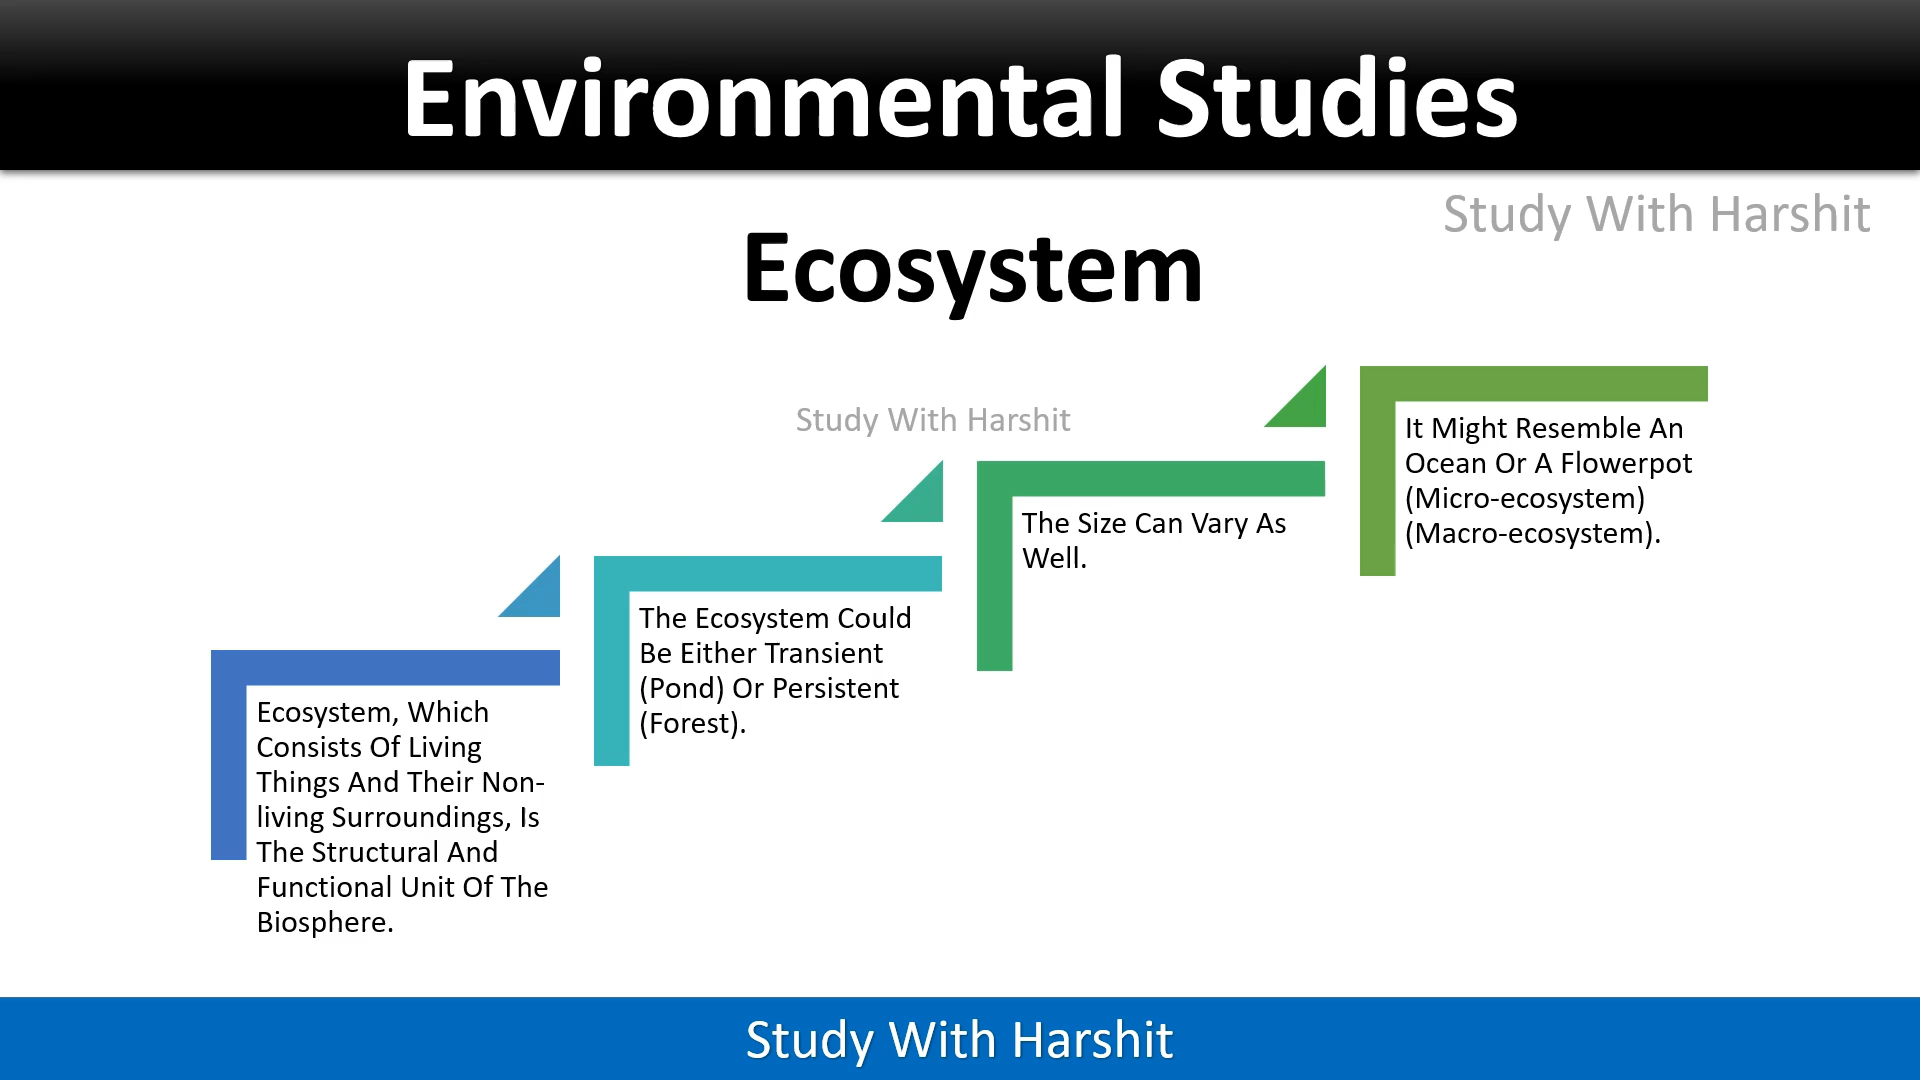 Environmental Studies
Study With Harshit
Ecosystem
Study With Harshit
Ecosystem, Which
Consists Of Living
Things And Their Non-
living Surroundings, Is
The Structural And
Functional Unit Of The
Biosphere.
The Ecosystem Could
Be Either Transient
(Pond) Or Persistent
(Forest).
The Size Can Vary As
Well.
It Might Resemble An
Ocean Or A Flowerpot
(Micro-ecosystem)
(Macro-ecosystem).
Study With Harshit